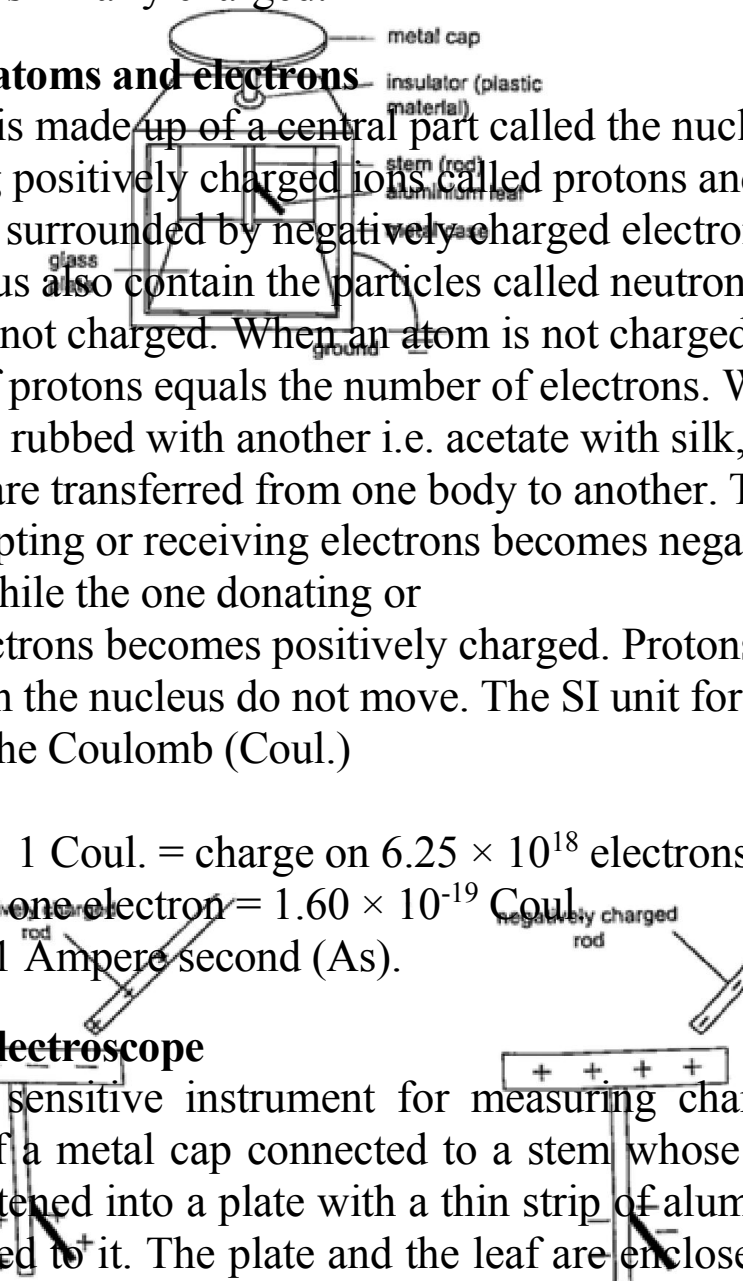 metal cap
atoms and electrons
insulator (plastic
material)
is made up of a central part called the nucl
positively charged ions called protons and
stem (rod)
aluminium leaf
surrounded by negatively charged electro
metal case
glass
us also contain the particles called neutron
not charged. When an atom is not charged
ground
f protons equals the number of electrons. W
rubbed with another i.e. acetate with silk,
are transferred from one body to another. T
pting or receiving electrons becomes nega
hile the one donating or
ctrons becomes positively charged. Protons
n the nucleus do not move. The SI unit for
he Coulomb (Coul.)
1 Coul. = charge on 6.25 × 10¹⁸ electrons
one electron = 1.60 × 10⁻¹⁹ Coul.
charged
rod
negatively charged
rod
1 Ampere second (As).
lectroscope
+ + + +
sensitive instrument for measuring cha
f a metal cap connected to a stem whose
tened into a plate with a thin strip of alum
ed to it. The plate and the leaf are enclose